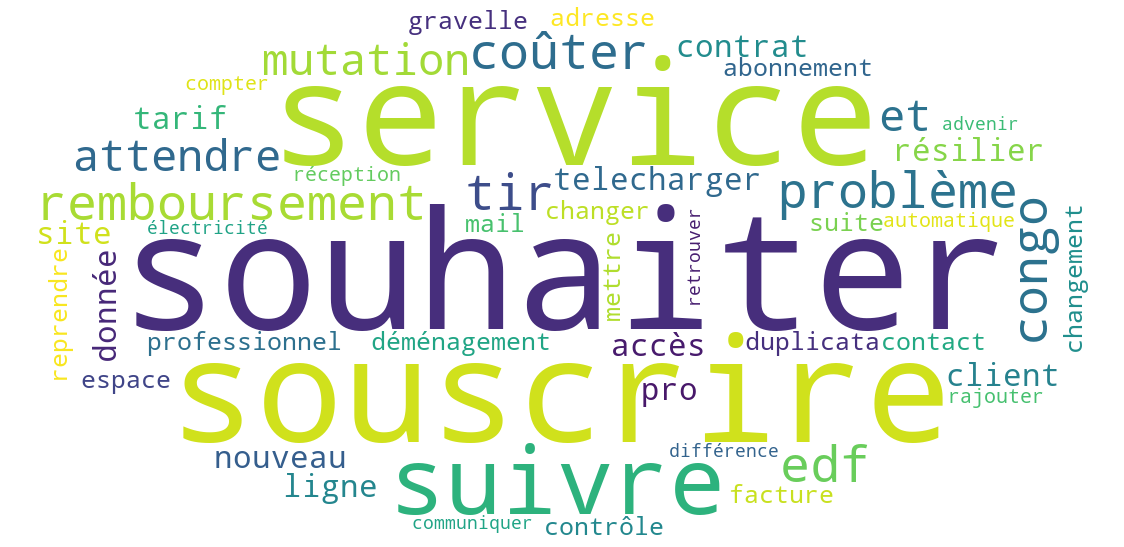 gravelle adresse
mutation coûter contrat
abonnement
compter service
tarif et advenir
attendre résilier
réception telecharger
remboursement tir problème
mail changer suite automatique
site électricité souhaiter
reprendre donnée mettre retrouver congo changement
professionnel déménagement accès duplicata contact
espace souscrire pro client
rajouter
nouveau suivre différence edf
ligne facture
communiquer contrôle